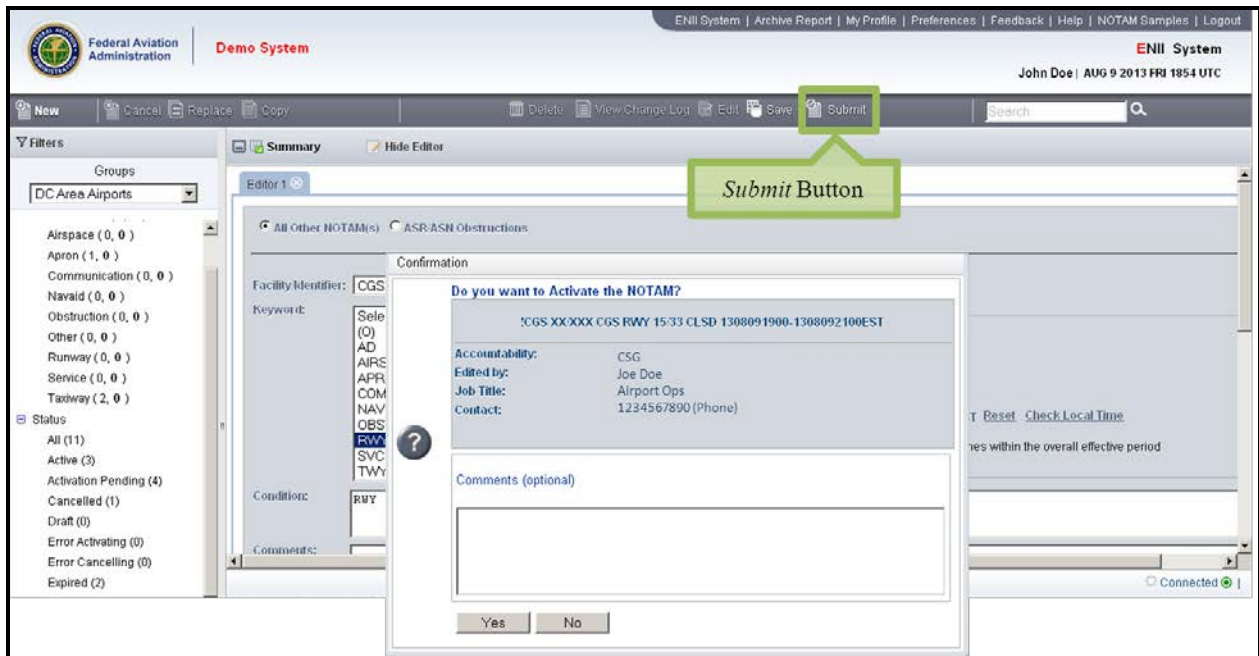 ENII System | Archive Report | My Profile | Preferences | Feedback | Help | NOTAM Samples | Logout
Federal Aviation
Administration
Demo System
ENII System
John Doe | AUG 9 2013 FRI 1854 UTC
New Cancel Replace Copy Delete View Change Log Edit Save Submit Search
Filters
Summary Hide Editor
Groups
DC Area Airports
Editor 1
Submit Button
All Other NOTAM(s) ASR/ASN Obstructions
Airspace ( 0, 0 )
Apron ( 1, 0 )
Communication ( 0, 0 )
Navaid ( 0, 0 )
Obstruction ( 0, 0 )
Other ( 0, 0 )
Runway ( 0, 0 )
Service ( 0, 0 )
Taxiway ( 2, 0 )
Status
All (11)
Active (3)
Activation Pending (4)
Cancelled (1)
Draft (0)
Error Activating (0)
Error Cancelling (0)
Expired (2)
Facility Identifier: CGS
Keyword:
Sele
(O)
AD
AIRS
APR
COM
NAV
OBS
RWY
SVC
TWY
Condition: RWY
Comments:
Confirmation
Do you want to Activate the NOTAM?
!CGS XX/XXX CGS RWY 15/33 CLSD 1308091900-1308092100EST
Accountability: CSG
Edited by: Joe Doe
Job Title: Airport Ops
Contact: 1234567890 (Phone)
Comments (optional)
Yes No
T Reset Check Local Time
nes within the overall effective period
Connected